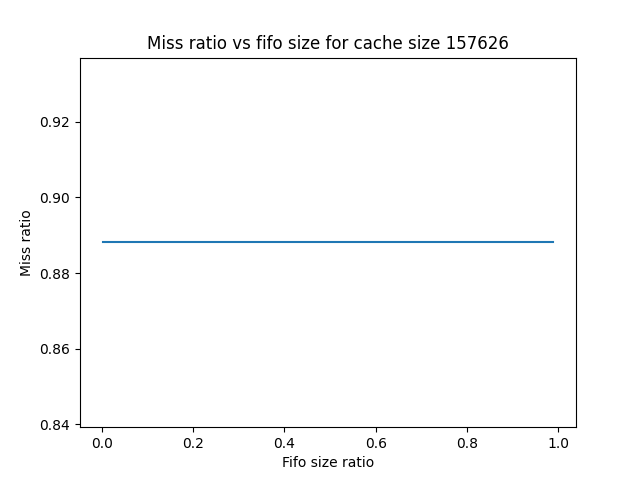 Miss ratio vs fifo size for cache size 157626
0.92
0.90
0.88
0.86
0.84
Miss ratio
0.0 0.2 0.4 0.6 0.8 1.0
Fifo size ratio